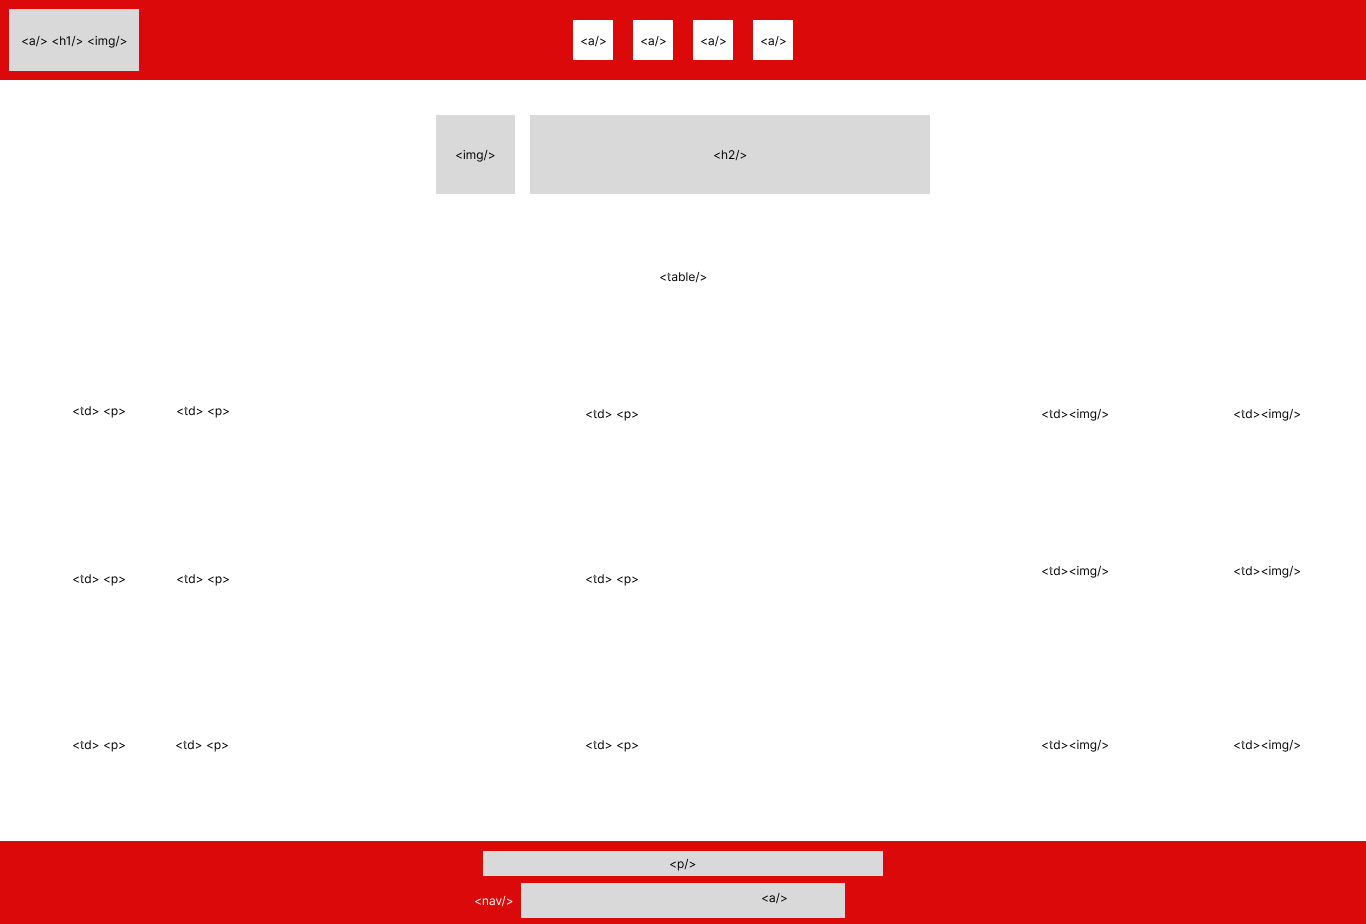 <a/> <h1/> <img/>
<a/> <a/> <a/> <a/>
<img/> <h2/>
<table/>
<td> <p> <td> <p> <td> <p> <td><img/> <td><img/>
<td> <p> <td> <p> <td> <p> <td><img/> <td><img/>
<td> <p> <td> <p> <td> <p> <td><img/> <td><img/>
<p/>
<nav/> <a/>